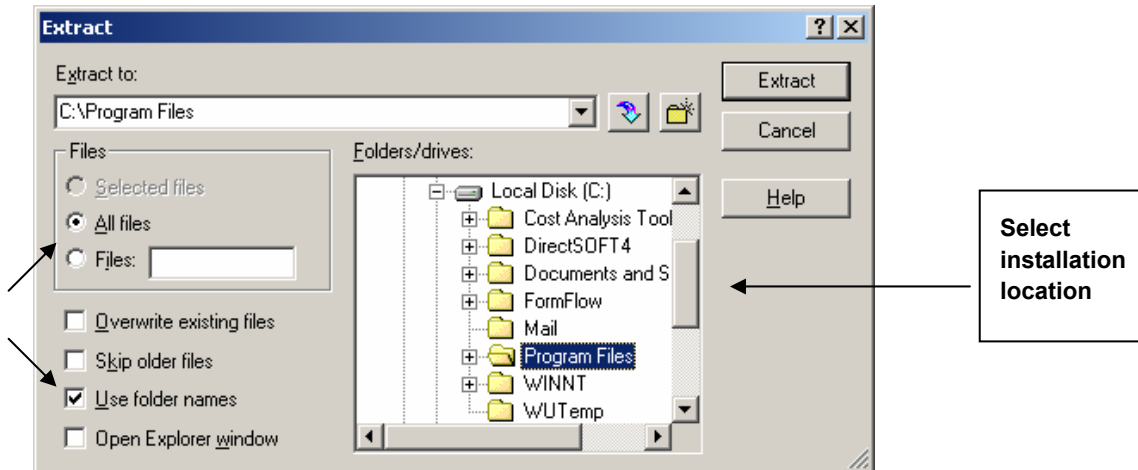 Extract
Extract to:
C:\Program Files
Extract
Cancel
Help
Files
Selected files
All files
Files:
Overwrite existing files
Skip older files
Use folder names
Open Explorer window
Folders/drives:
Local Disk (C:)
Cost Analysis Tool
DirectSOFT4
Documents and S
FormFlow
Mail
Program Files
WINNT
WUTemp
Select
installation
location